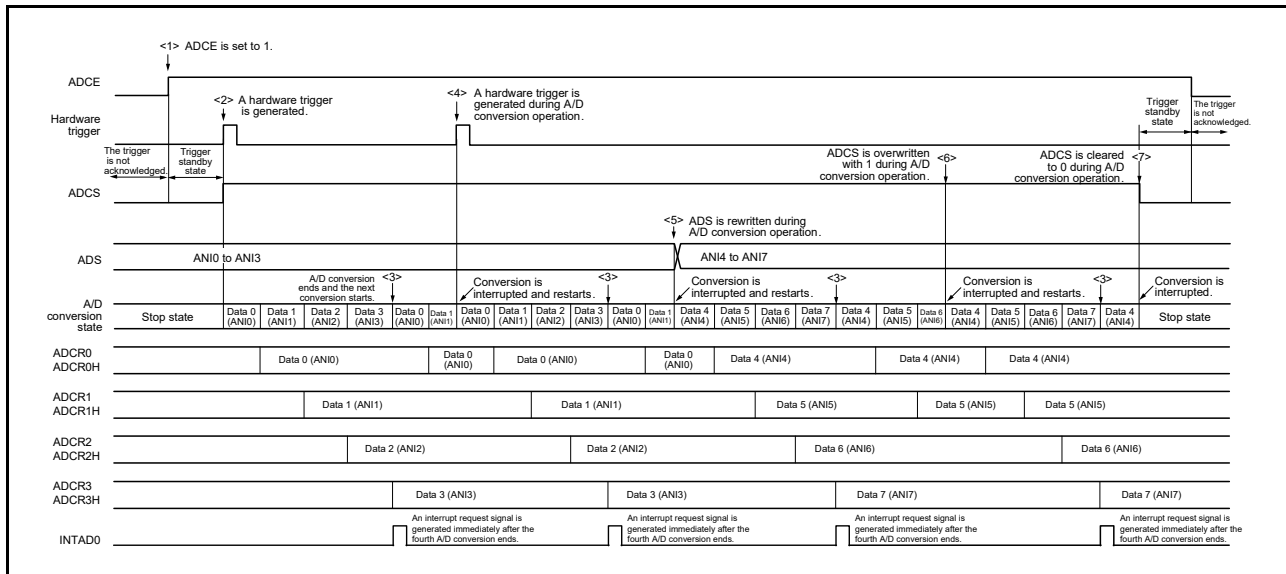 <1> ADCE is set to 1.
ADCE
<2> A hardware trigger
is generated.
<4> A hardware trigger is
generated during A/D
conversion operation.
Trigger
standby
state
The trigger
is not
acknowledged.
Hardware
trigger
The trigger
is not
acknowledged.
Trigger
standby
state
ADCS is overwritten <6>
with 1 during A/D
conversion operation.
ADCS is cleared <7>
to 0 during A/D
conversion operation.
ADCS
<5> ADS is rewritten during
A/D conversion operation.
ADS
ANI0 to ANI3
ANI4 to ANI7
A/D conversion <3>
ends and the next
conversion starts.
Conversion is
interrupted and restarts.
<3>
Conversion is
interrupted and restarts.
<3>
Conversion is
interrupted and restarts.
<3>
Conversion is
interrupted.
A/D
conversion
state
Stop state
Data 0 (ANI0)
Data 1 (ANI1)
Data 2 (ANI2)
Data 3 (ANI3)
Data 0 (ANI0)
Data 1 (ANI1)
Data 0 (ANI0)
Data 1 (ANI1)
Data 2 (ANI2)
Data 3 (ANI3)
Data 0 (ANI0)
Data 1 (ANI1)
Data 4 (ANI4)
Data 5 (ANI5)
Data 6 (ANI6)
Data 7 (ANI7)
Data 4 (ANI4)
Data 5 (ANI5)
Data 6 (ANI6)
Data 4 (ANI4)
Data 5 (ANI5)
Data 6 (ANI6)
Data 7 (ANI7)
Data 4 (ANI4)
Stop state
ADCR0
ADCR0H
Data 0 (ANI0)
Data 0 (ANI0)
Data 0 (ANI0)
Data 0 (ANI0)
Data 4 (ANI4)
Data 4 (ANI4)
Data 4 (ANI4)
ADCR1
ADCR1H
Data 1 (ANI1)
Data 1 (ANI1)
Data 5 (ANI5)
Data 5 (ANI5)
Data 5 (ANI5)
ADCR2
ADCR2H
Data 2 (ANI2)
Data 2 (ANI2)
Data 6 (ANI6)
Data 6 (ANI6)
ADCR3
ADCR3H
Data 3 (ANI3)
Data 3 (ANI3)
Data 7 (ANI7)
Data 7 (ANI7)
INTAD0
An interrupt request signal is
generated immediately after the
fourth A/D conversion ends.
An interrupt request signal is
generated immediately after the
fourth A/D conversion ends.
An interrupt request signal is
generated immediately after the
fourth A/D conversion ends.
An interrupt request signal is
generated immediately after the
fourth A/D conversion ends.